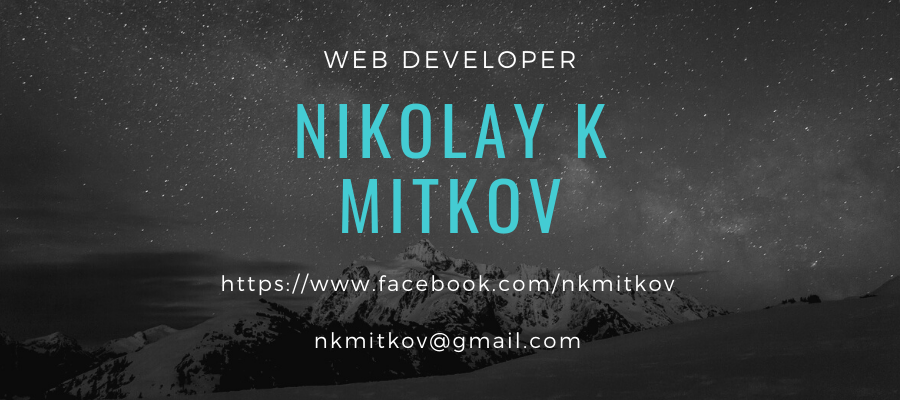 WEB DEVELOPER
NIKOLAY K
MITKOV
https://www.facebook.com/nkmitkov
nkmitkov@gmail.com